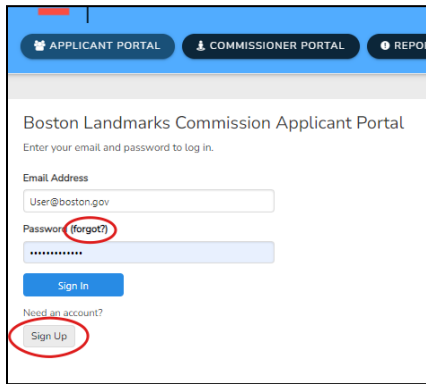 APPLICANT PORTAL COMMISSIONER PORTAL
Boston Landmarks Commission Applicant Portal
Enter your email and password to log in.
Email Address
User@boston.gov
Password (forgot?)
•••••••••••••
Sign In
Need an account?
Sign Up